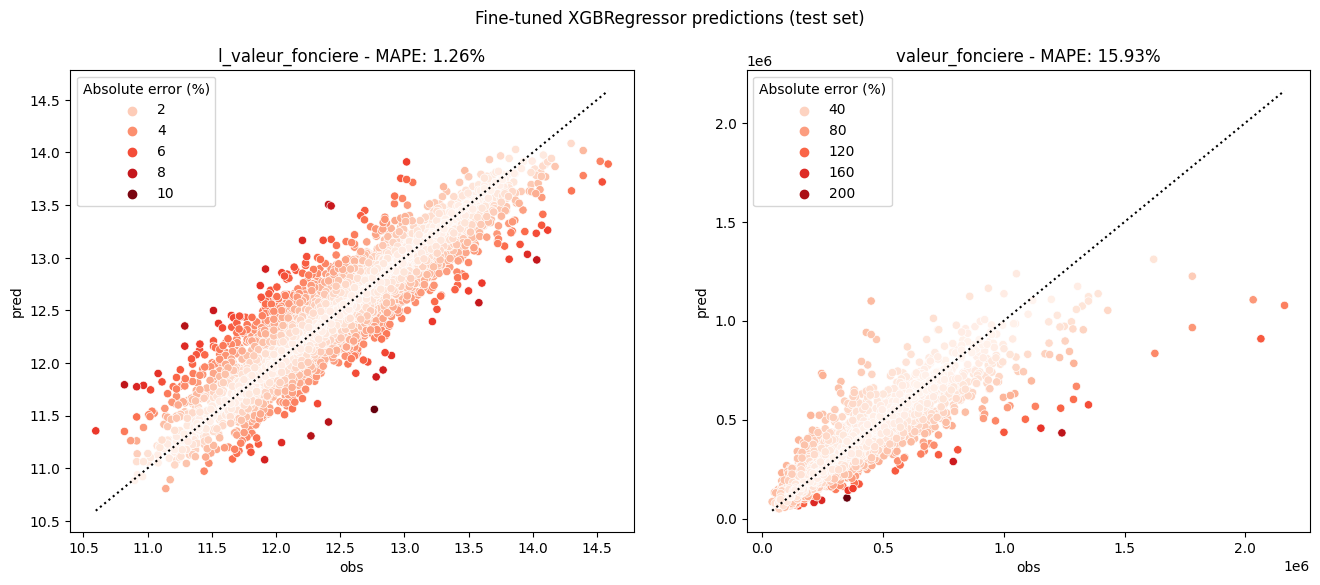 Fine-tuned XGBRegressor predictions (test set)
l_valeur_fonciere - MAPE: 1.26%
Absolute error (%)
2
4
6
8
10
14.5
14.0
13.5
13.0
12.5
12.0
11.5
11.0
10.5
pred
10.5 11.0 11.5 12.0 12.5 13.0 13.5 14.0 14.5
obs
valeur_fonciere - MAPE: 15.93%
1e6
Absolute error (%)
40
80
120
160
200
2.0
1.5
1.0
0.5
0.0
pred
0.0 0.5 1.0 1.5 2.0
obs
1e6